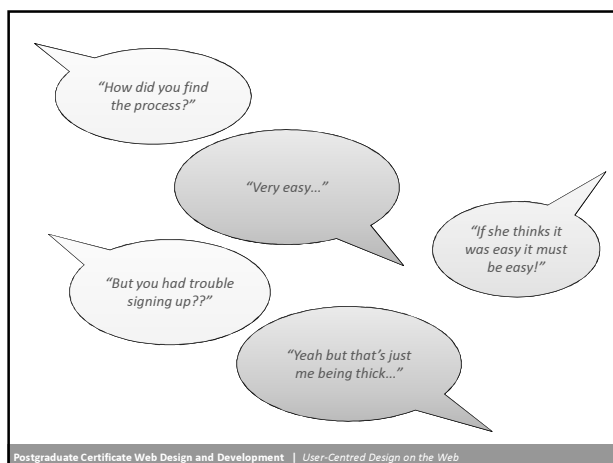 “How did you find
the process?”
“Very easy...”
“If she thinks it
was easy it must
be easy!”
“But you had trouble
signing up??”
“Yeah but that’s just
me being thick...”
Postgraduate Certificate Web Design and Development | User-Centred Design on the Web